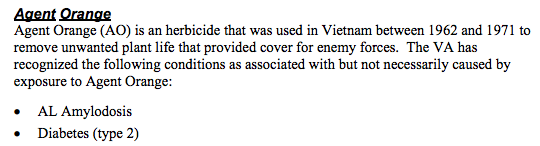 Agent Orange
Agent Orange (AO) is an herbicide that was used in Vietnam between 1962 and 1971 to
remove unwanted plant life that provided cover for enemy forces.  The VA has
recognized the following conditions as associated with but not necessarily caused by
exposure to Agent Orange:
• AL Amylodosis
• Diabetes (type 2)